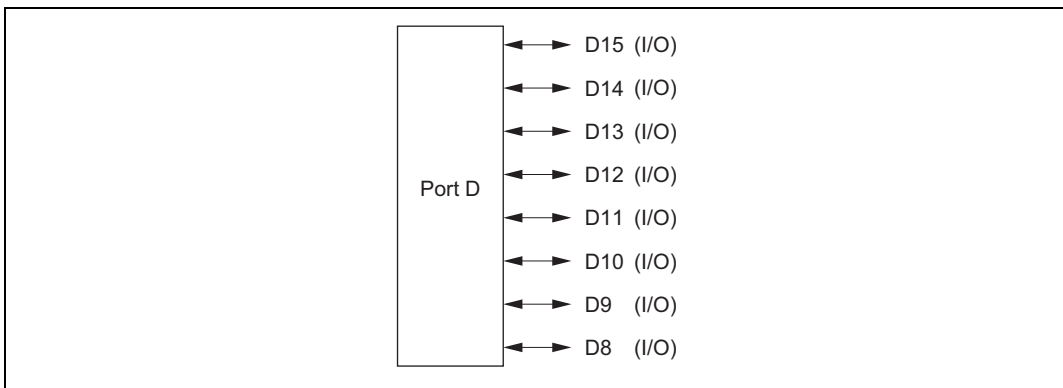 D15 (I/O)
D14 (I/O)
D13 (I/O)
D12 (I/O)
Port D
D11 (I/O)
D10 (I/O)
D9 (I/O)
D8 (I/O)